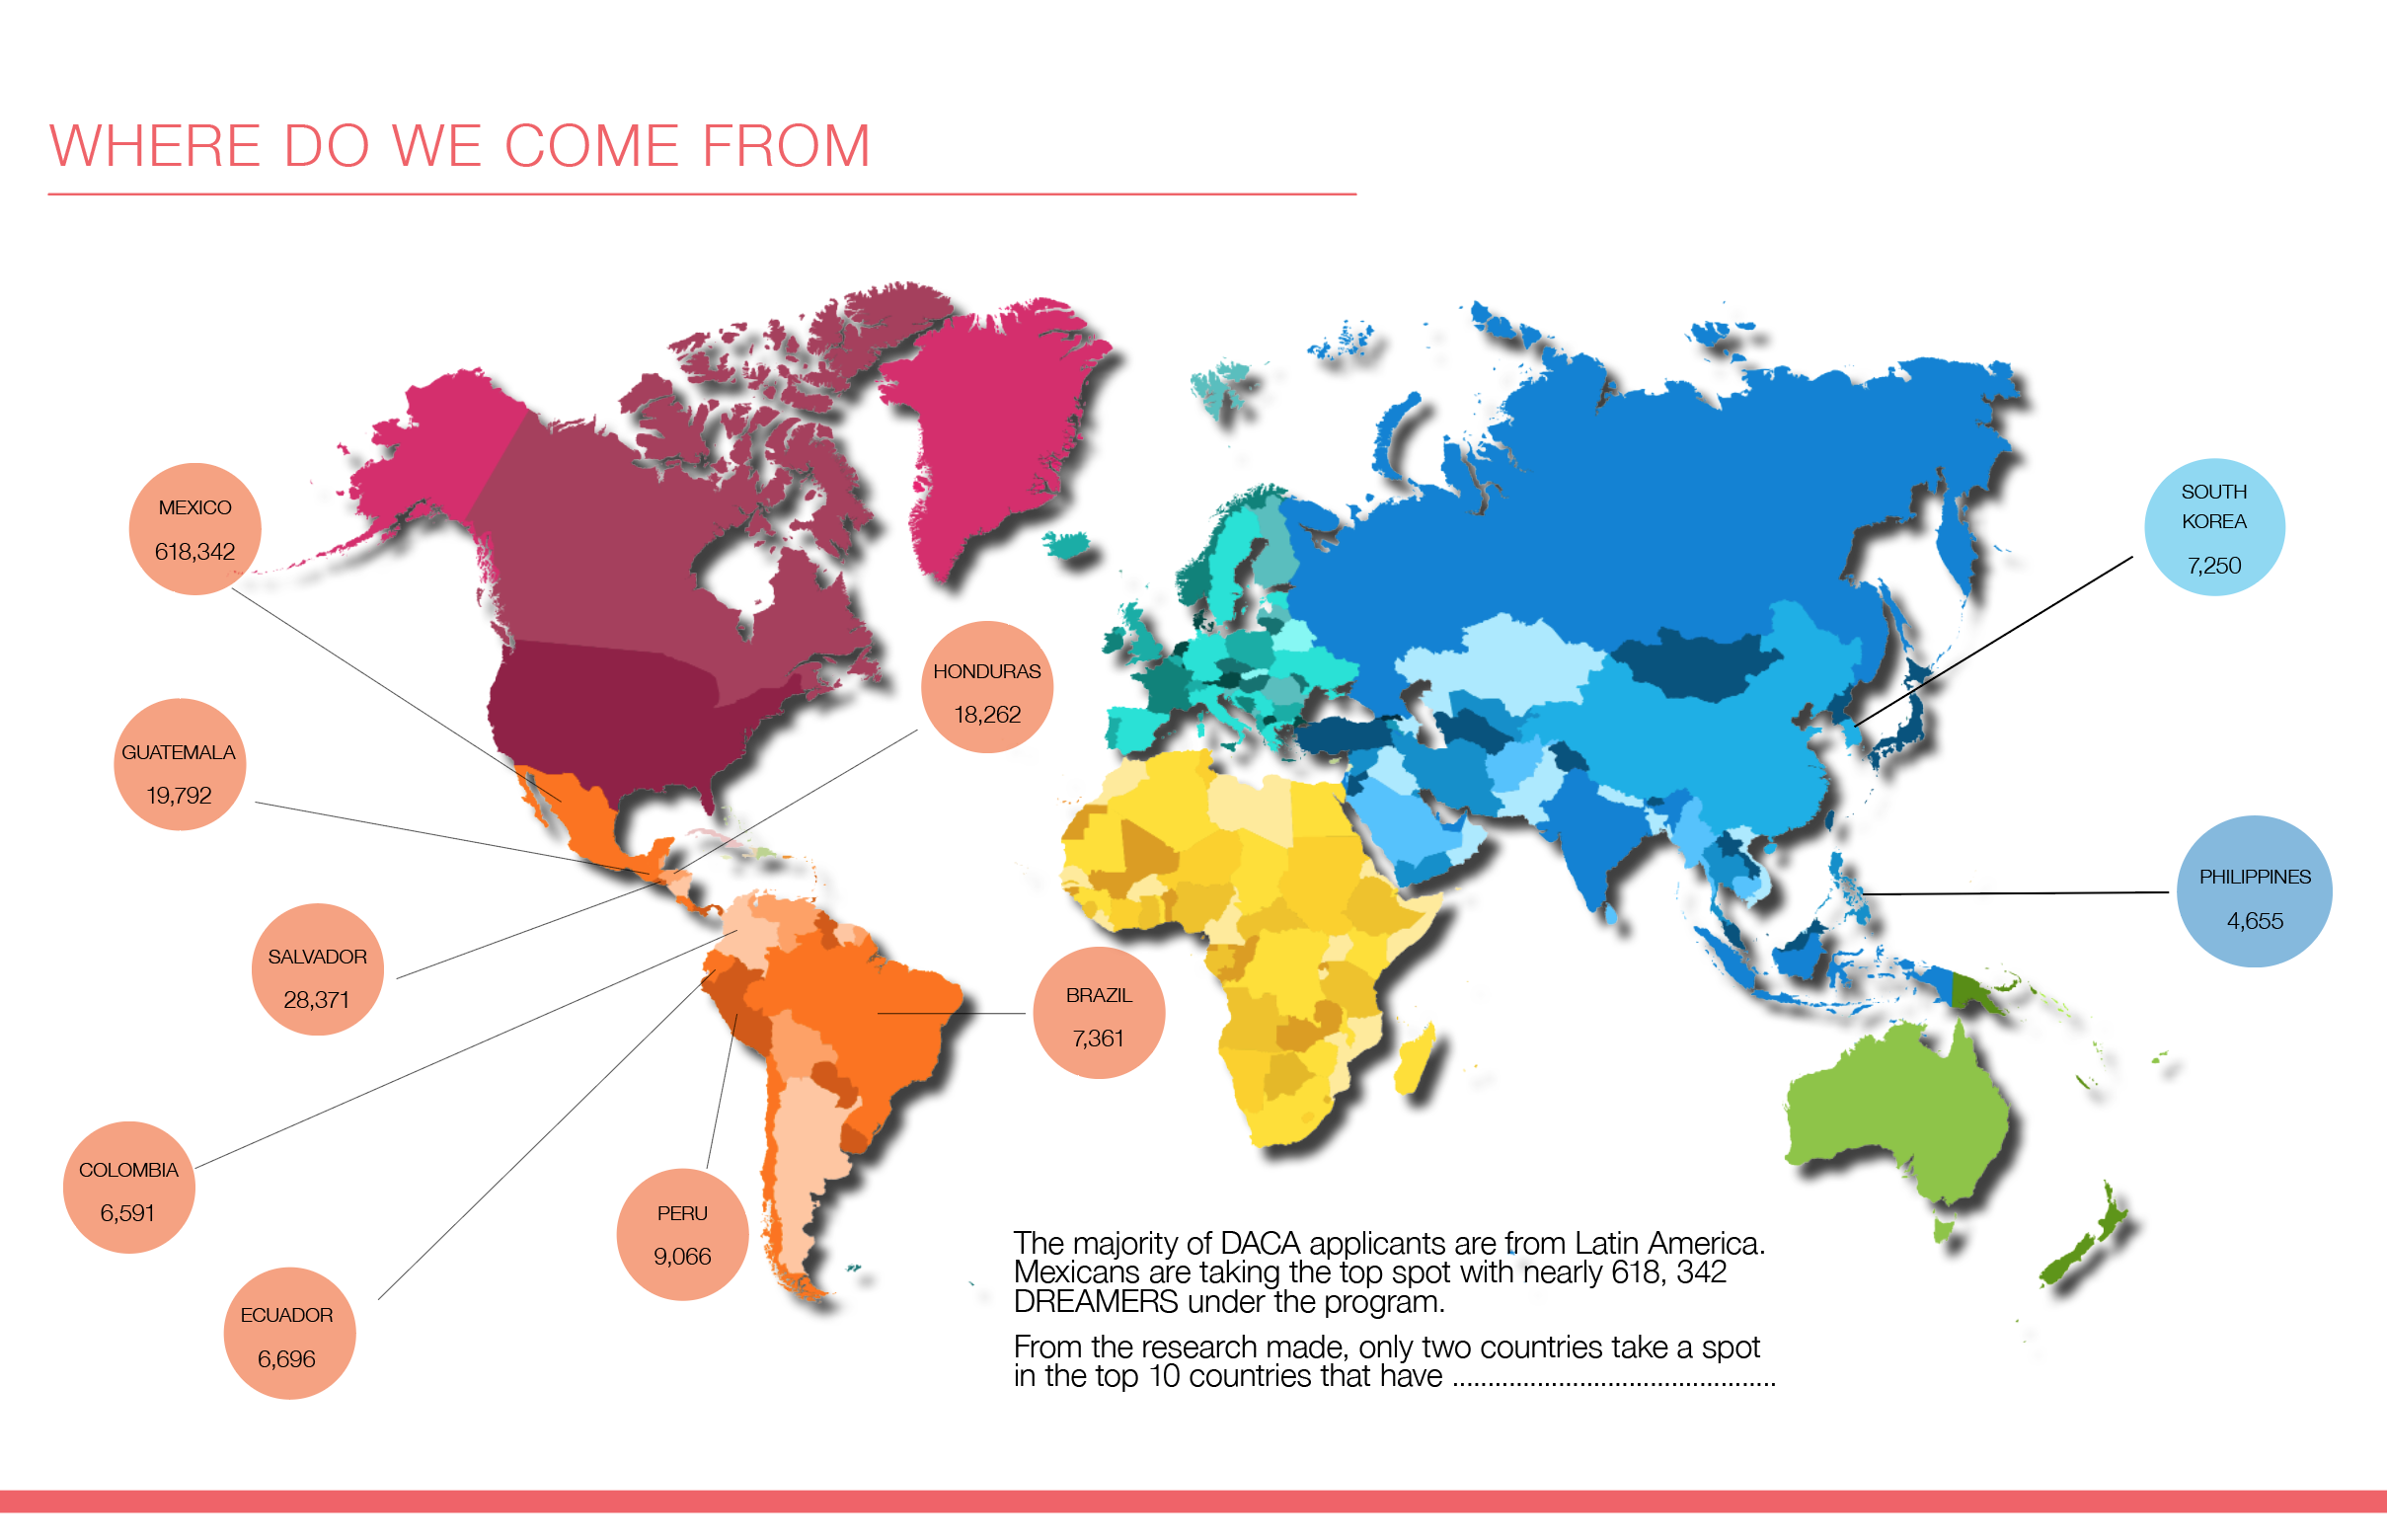 WHERE DO WE COME FROM
MEXICO
618,342
SOUTH
KOREA
7,250
HONDURAS
18,262
GUATEMALA
19,792
PHILIPPINES
4,655
SALVADOR
28,371
BRAZIL
7,361
COLOMBIA
6,591
PERU
9,066
ECUADOR
6,696
The majority of DACA applicants are from Latin America.
Mexicans are taking the top spot with nearly 618, 342
DREAMERS under the program.
From the research made, only two countries take a spot
in the top 10 countries that have ..........................................